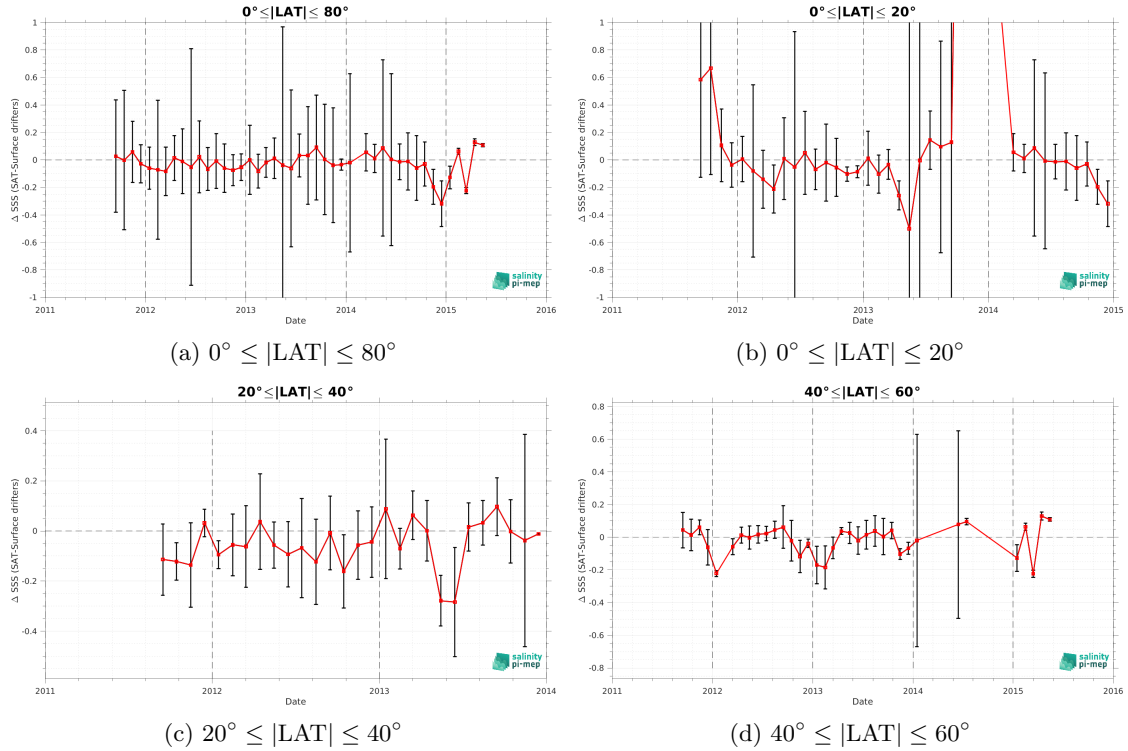 0°≤|LAT|≤ 80°
Δ SSS (SAT-Surface drifters)
1
0.8
0.6
0.4
0.2
0
-0.2
-0.4
-0.6
-0.8
-1
2011
2012
2013
2014
2015
2016
Date
salinity
pi-mep
(a) 0° ≤ |LAT| ≤ 80°
0°≤|LAT|≤ 20°
Δ SSS (SAT-Surface drifters)
1
0.8
0.6
0.4
0.2
0
-0.2
-0.4
-0.6
-0.8
-1
2011
2012
2013
2014
2015
Date
salinity
pi-mep
(b) 0° ≤ |LAT| ≤ 20°
20°≤|LAT|≤ 40°
Δ SSS (SAT-Surface drifters)
0.4
0.2
0
-0.2
-0.4
2011
2012
2013
2014
Date
salinity
pi-mep
(c) 20° ≤ |LAT| ≤ 40°
40°≤|LAT|≤ 60°
Δ SSS (SAT-Surface drifters)
0.8
0.6
0.4
0.2
0
-0.2
-0.4
-0.6
-0.8
2011
2012
2013
2014
2015
2016
Date
salinity
pi-mep
(d) 40° ≤ |LAT| ≤ 60°